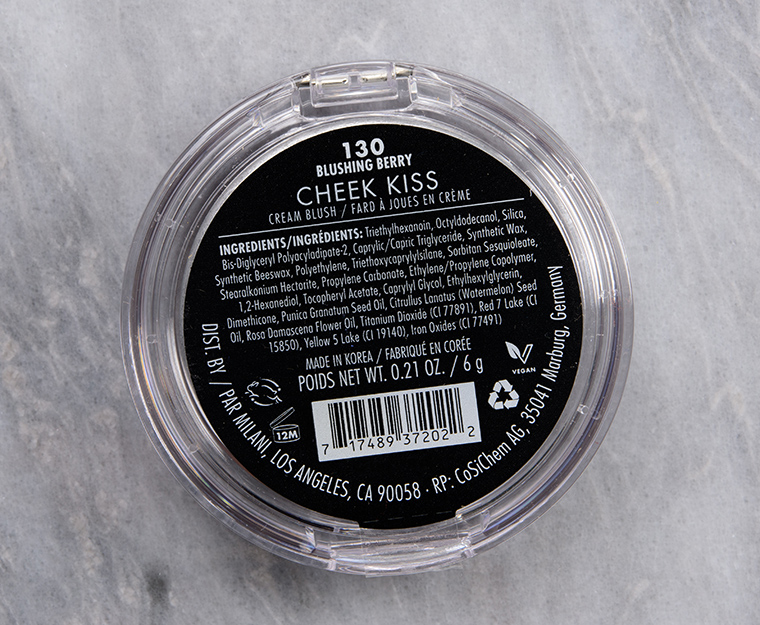 130
BLUSHING BERRY
CHEEK KISS
CREAM BLUSH / FARD À JOUES EN CRÈME
INGREDIENTS/INGRÉDIENTS: Triethylhexanoin, Octyldodecanol, Silica,
Bis-Diglyceryl Polyacyladipate-2, Caprylic/Capric Triglyceride, Synthetic Wax,
Synthetic Beeswax, Polyethylene, Triethoxycaprylylsilane, Sorbitan Sesquioleate,
Stearalkonium Hectorite, Propylene Carbonate, Ethylene/Propylene Copolymer,
1,2-Hexanediol, Tocopheryl Acetate, Caprylyl Glycol, Ethylhexylglycerin,
Dimethicone, Punica Granatum Seed Oil, Citrullus Lanatus (Watermelon) Seed
Oil, Rosa Damascena Flower Oil, Titanium Dioxide (CI 77891), Red 7 Lake (CI
15850), Yellow 5 Lake (CI 19140), Iron Oxides (CI 77491)
MADE IN KOREA / FABRIQUÉ EN CORÉE
POIDS NET WT. 0.21 OZ. / 6 g
VEGAN
12M
7 17489 37202 2
DIST. BY / PAR MILANI, LOS ANGELES, CA 90058 · RP: CoSiChem AG, 35041 Marburg, Germany